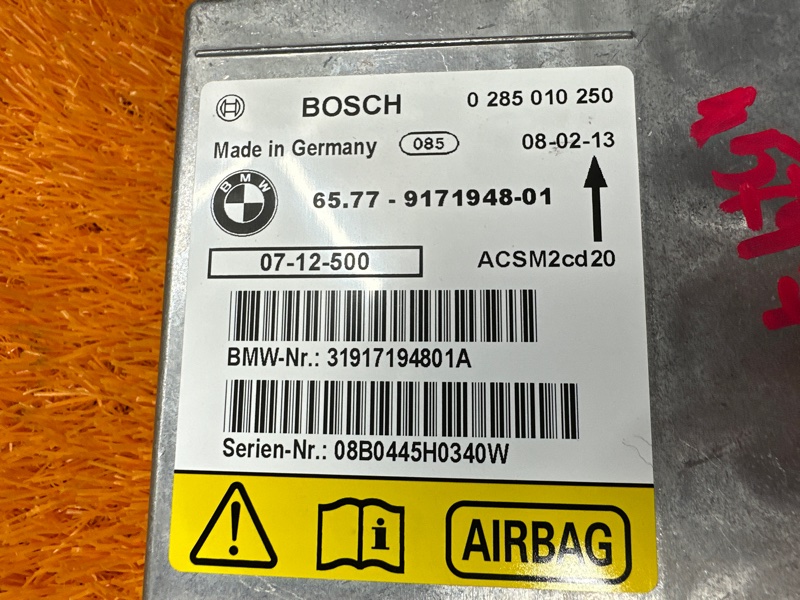 BOSCH 0 285 010 250
Made in Germany 085 08-02-13
BMW
65.77 - 9171948-01
07-12-500 ACSM2cd20
BMW-Nr.: 31917194801A
Serien-Nr.: 08B0445H0340W
AIRBAG